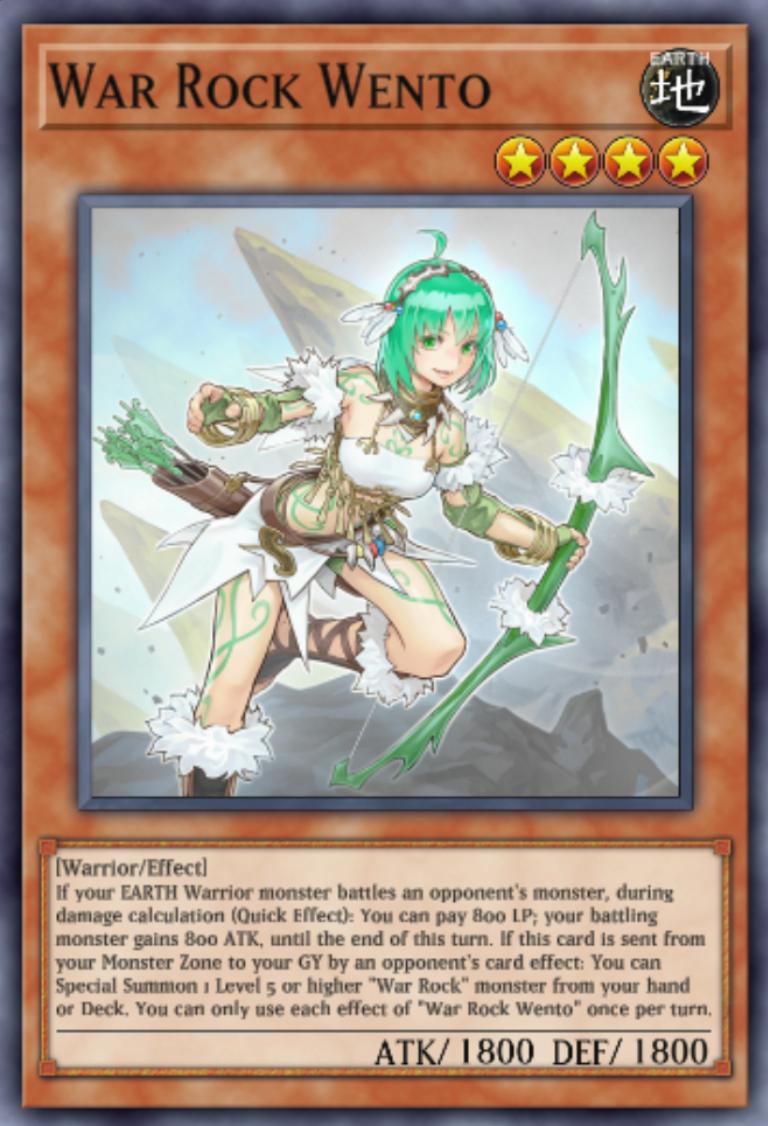 War Rock Wento
EARTH
地
[Warrior/Effect]
If your EARTH Warrior monster battles an opponent's monster, during
damage calculation (Quick Effect): You can pay 800 LP; your battling
monster gains 800 ATK, until the end of this turn. If this card is sent from
your Monster Zone to your GY by an opponent's card effect: You can
Special Summon 1 Level 5 or higher "War Rock" monster from your hand
or Deck. You can only use each effect of "War Rock Wento" once per turn.
ATK/ 1800 DEF/ 1800